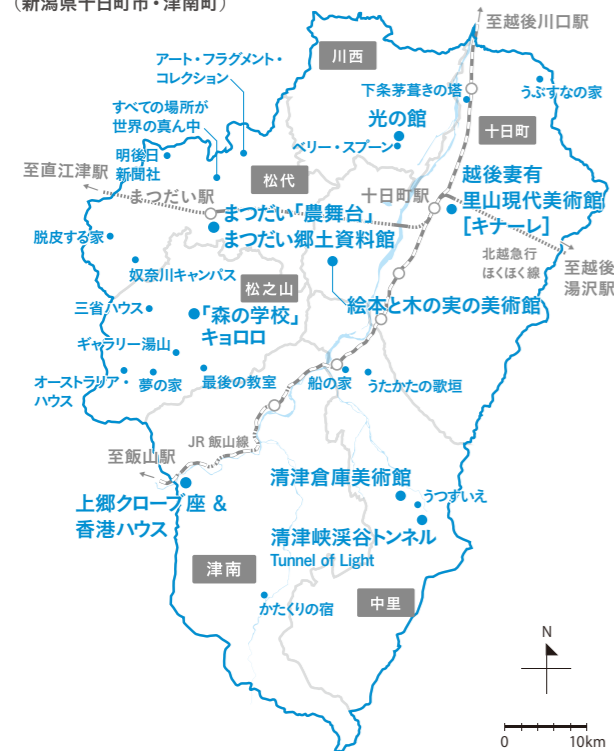 (新潟県十日町市・津南町)
至越後川口駅
川西
アート・フラグメント・
コレクション
下条茅葺きの塔
うぶすなの家
すべての場所が
世界の真ん中
光の館
十日町
ベリー・スプーン
明後日
新聞社
至直江津駅
松代
越後妻有
里山現代美術館
[キナーレ]
まつだい駅
十日町駅
まつだい「農舞台」
まつだい郷土資料館
脱皮する家
北越急行
ほくほく線
至越後
湯沢駅
奴奈川キャンパス
松之山
絵本と木の実の美術館
三省ハウス
「森の学校」
キョロロ
ギャラリー湯山
オーストラリア・
ハウス
夢の家
最後の教室
船の家
うたかたの歌垣
JR 飯山線
至飯山駅
清津倉庫美術館
上郷クローブ座 &
香港ハウス
うつすいえ
清津峡渓谷トンネル
Tunnel of Light
津南
かたくりの宿
中里
N
0
10km